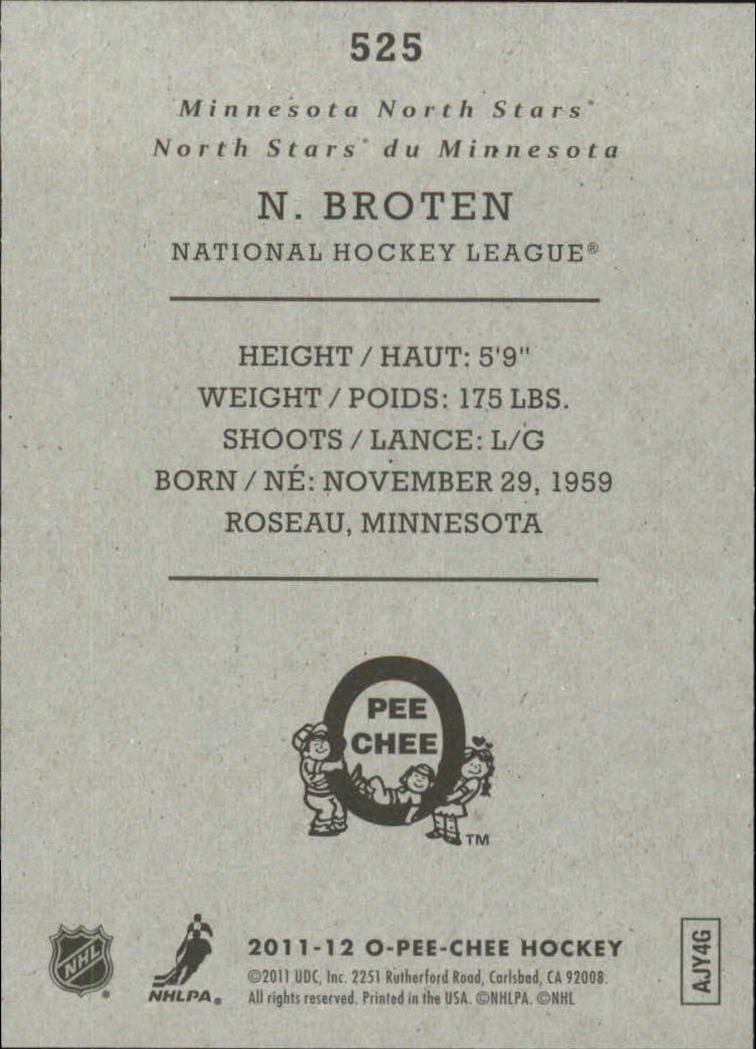 525
Minnesota North Stars*
North Stars* du Minnesota
N. BROTEN
NATIONAL HOCKEY LEAGUE®
HEIGHT / HAUT: 5'9"
WEIGHT / POIDS: 175 LBS.
SHOOTS / LANCE: L/G
BORN / NÉ: NOVEMBER 29, 1959
ROSEAU, MINNESOTA
O
PEE
CHEE
TM
NHL
NHLPA®
2011-12 O-PEE-CHEE HOCKEY
©2011 UDC, Inc. 2251 Rutherford Road, Carlsbad, CA 92008.
All rights reserved. Printed in the USA. ©NHLPA. ©NHL
AJY4G